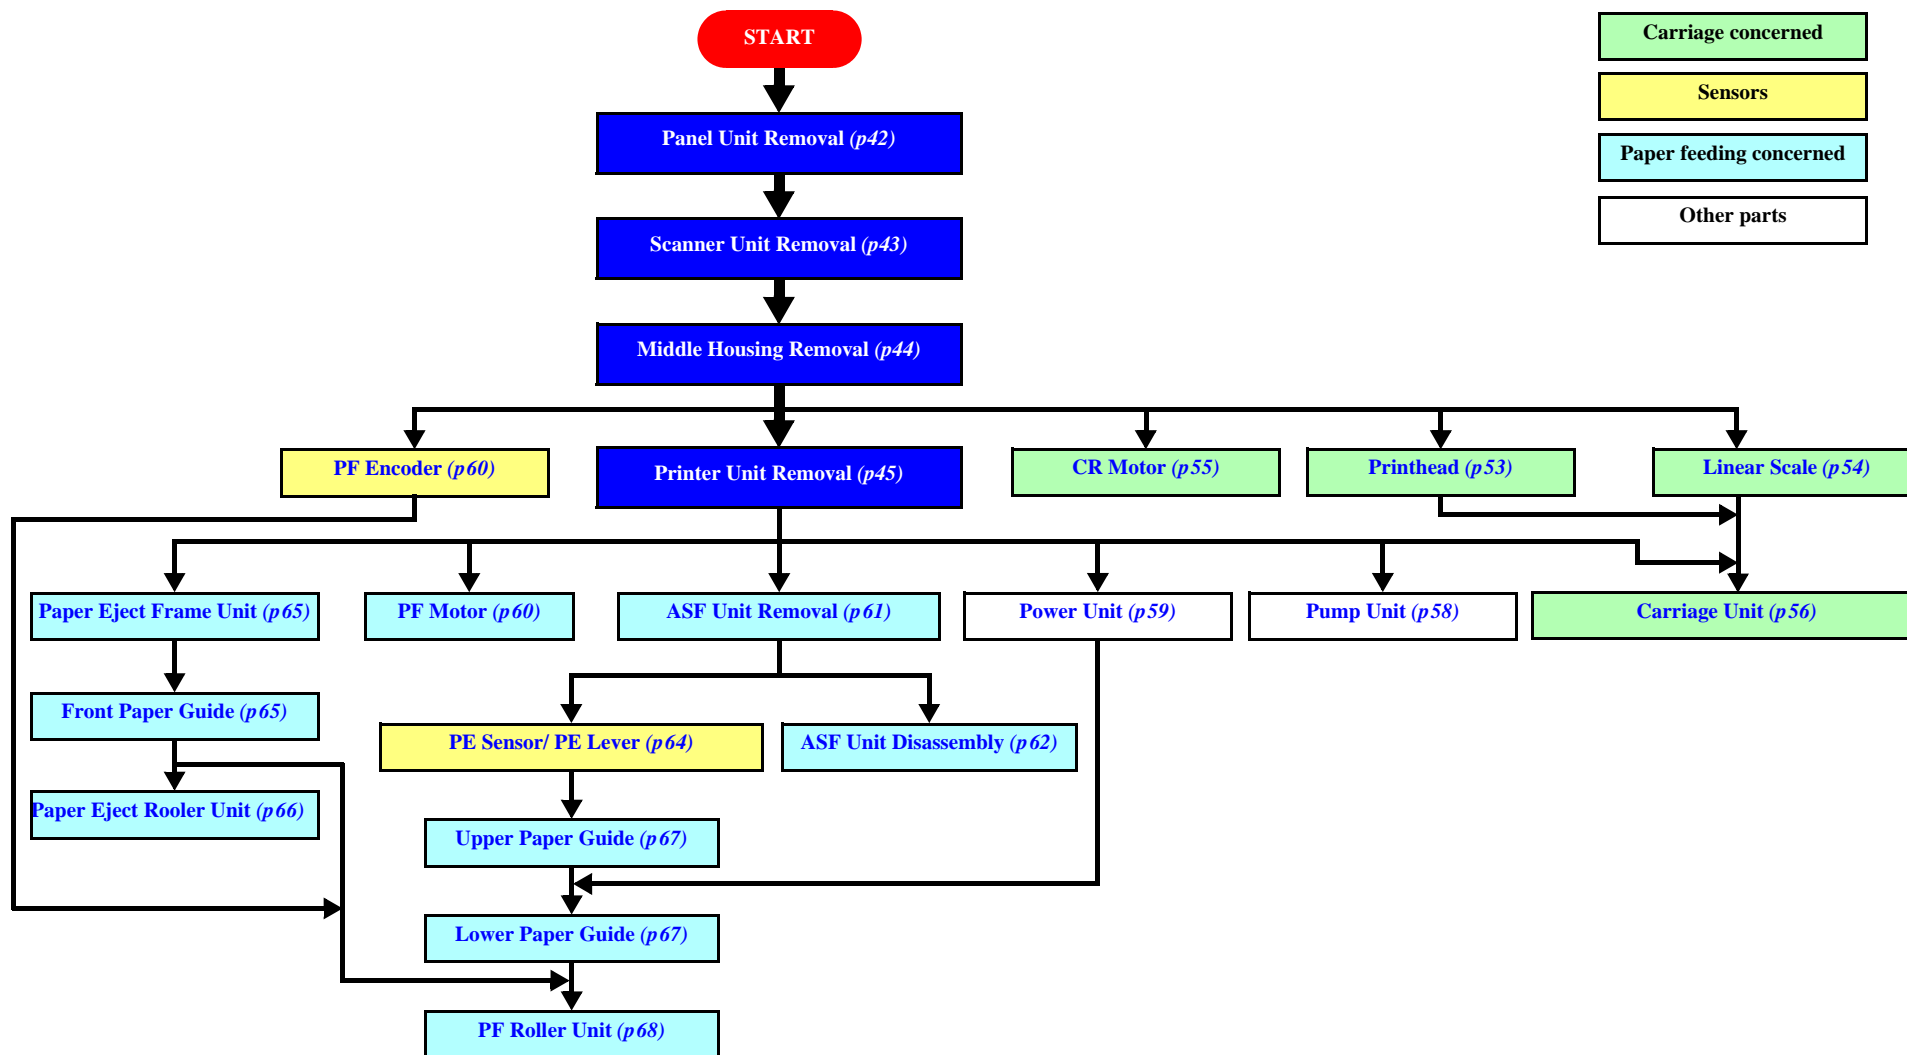 START
Carriage concerned
Sensors
Paper feeding concerned
Other parts
Panel Unit Removal (p42)
Scanner Unit Removal (p43)
Middle Housing Removal (p44)
PF Encoder (p60)
Printer Unit Removal (p45)
CR Motor (p55)
Printhead (p53)
Linear Scale (p54)
Paper Eject Frame Unit (p65)
PF Motor (p60)
ASF Unit Removal (p61)
Power Unit (p59)
Pump Unit (p58)
Carriage Unit (p56)
Front Paper Guide (p65)
PE Sensor/ PE Lever (p64)
ASF Unit Disassembly (p62)
Paper Eject Rooler Unit (p66)
Upper Paper Guide (p67)
Lower Paper Guide (p67)
PF Roller Unit (p68)